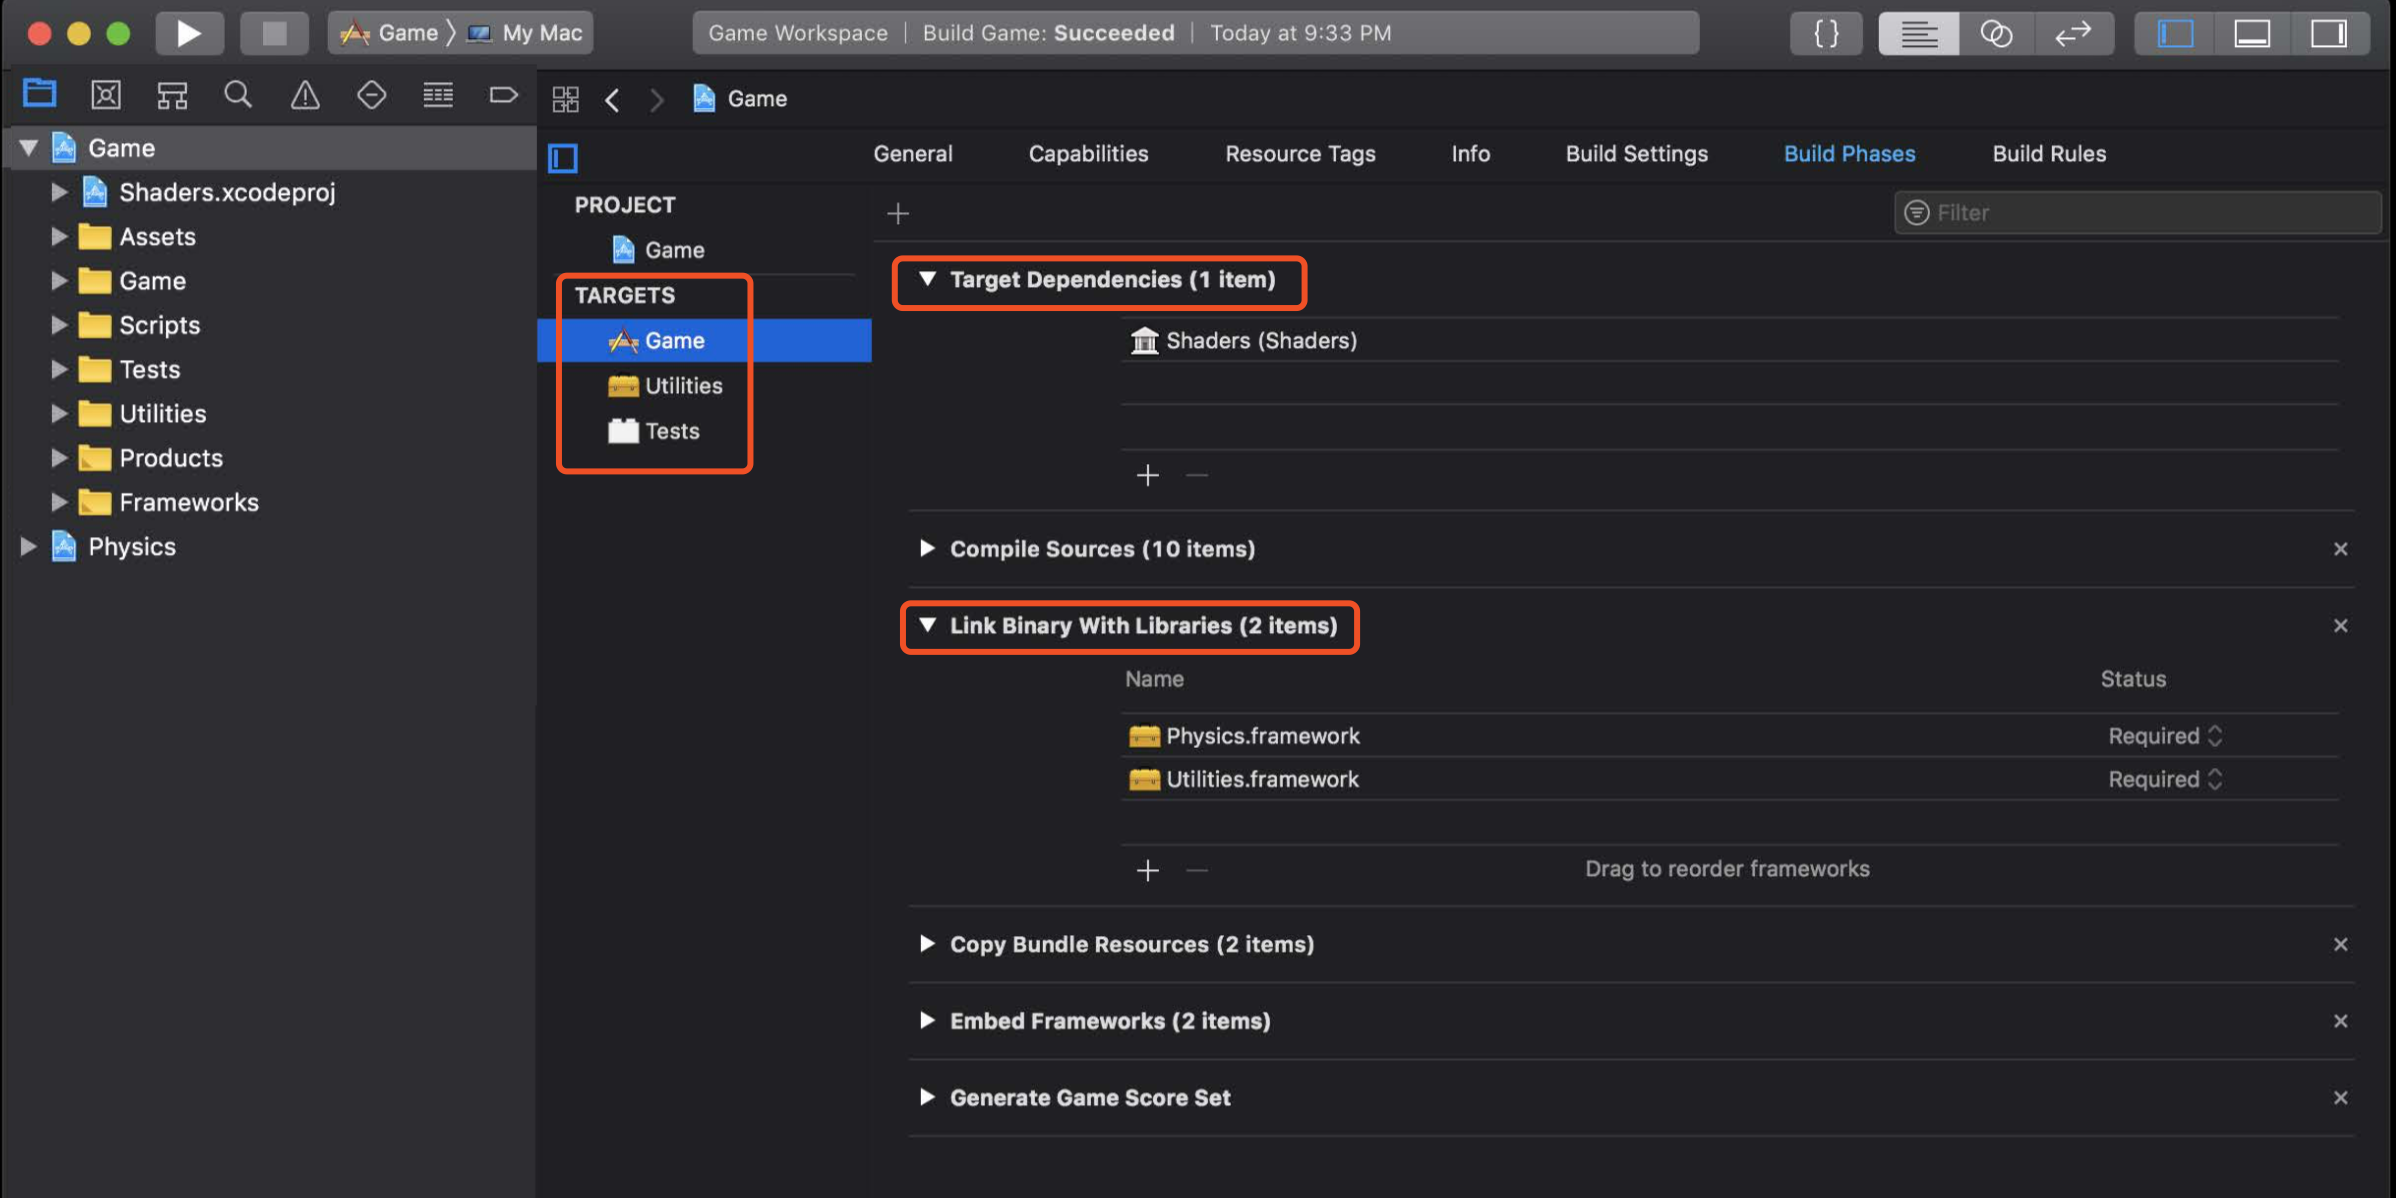 Game 〉 My Mac
Game Workspace | Build Game: Succeeded | Today at 9:33 PM
{}
Game
General Capabilities Resource Tags Info Build Settings Build Phases Build Rules
Game
Shaders.xcodeproj
Assets
Game
Scripts
Tests
Utilities
Products
Frameworks
Physics
PROJECT
Game
TARGETS
Game
Utilities
Tests
Filter
Target Dependencies (1 item)
Shaders (Shaders)
Compile Sources (10 items)
Link Binary With Libraries (2 items)
Name Status
Physics.framework Required
Utilities.framework Required
Drag to reorder frameworks
Copy Bundle Resources (2 items)
Embed Frameworks (2 items)
Generate Game Score Set